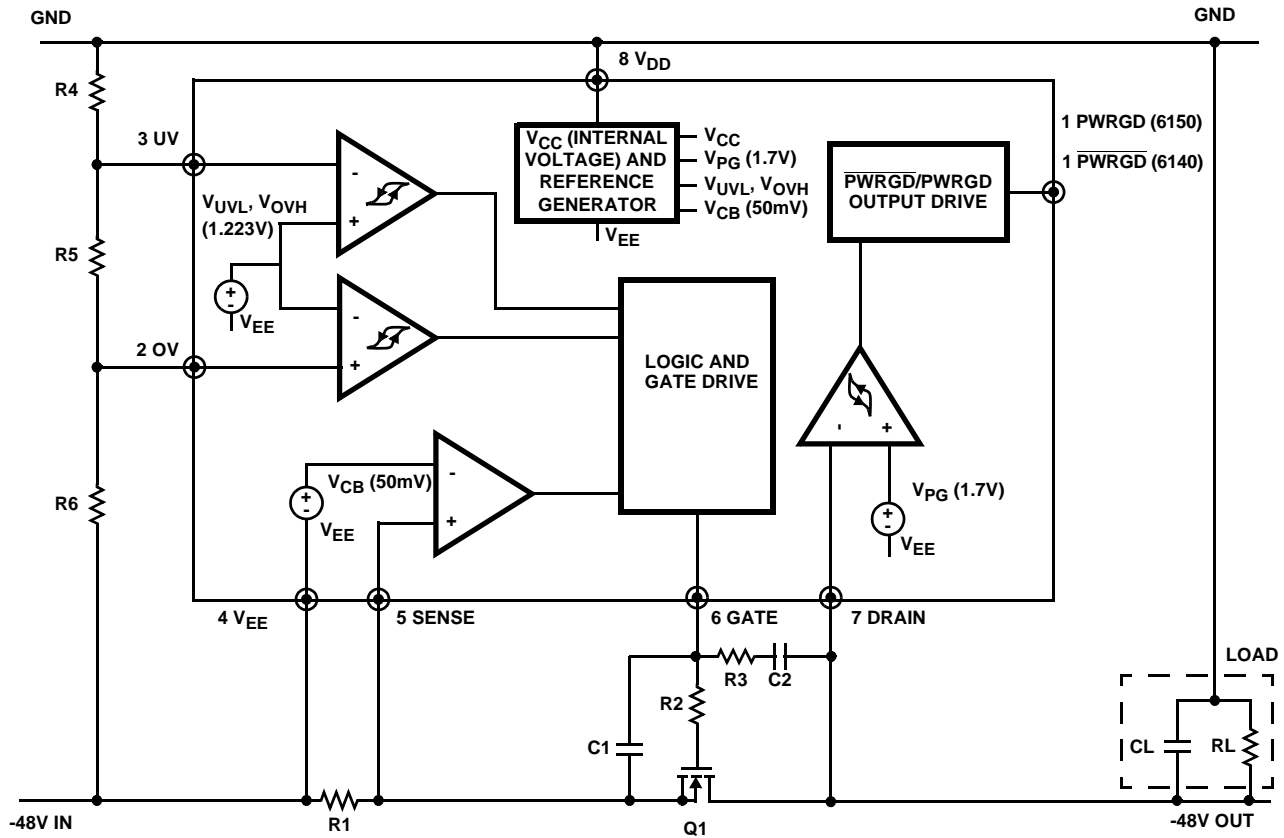 GND
GND
8 VDD
R4
3 UV
VCC (INTERNAL
VOLTAGE) AND
REFERENCE
GENERATOR
VCC
VPG (1.7V)
VUVL, VOVH
VCB (50mV)
VEE
1 PWRGD (6150)
1 PWRGD (6140)
PWRGD/PWRGD
OUTPUT DRIVE
-
+
VUVL, VOVH
(1.223V)
R5
+
-
VEE
-
+
2 OV
LOGIC AND
GATE DRIVE
-
+
VPG (1.7V)
+
-
VEE
R6
VCB (50mV)
+
-
VEE
-
+
4 VEE
5 SENSE
6 GATE
7 DRAIN
R3
C2
R2
C1
LOAD
CL
RL
-48V IN
R1
Q1
-48V OUT